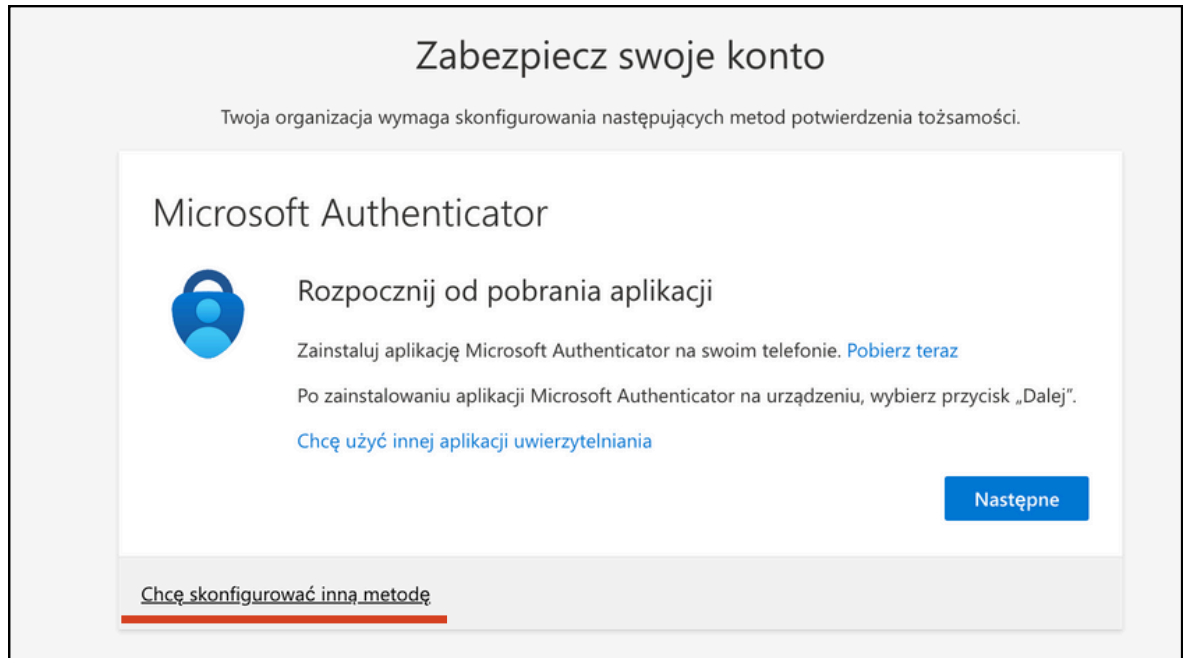 Zabezpiecz swoje konto
Twoja organizacja wymaga skonfigurowania następujących metod potwierdzenia tożsamości.
Microsoft Authenticator
Rozpocznij od pobrania aplikacji
Zainstaluj aplikację Microsoft Authenticator na swoim telefonie. Pobierz teraz
Po zainstalowaniu aplikacji Microsoft Authenticator na urządzeniu, wybierz przycisk „Dalej”.
Chcę użyć innej aplikacji uwierzytelniania
Następne
Chcę skonfigurować inną metodę